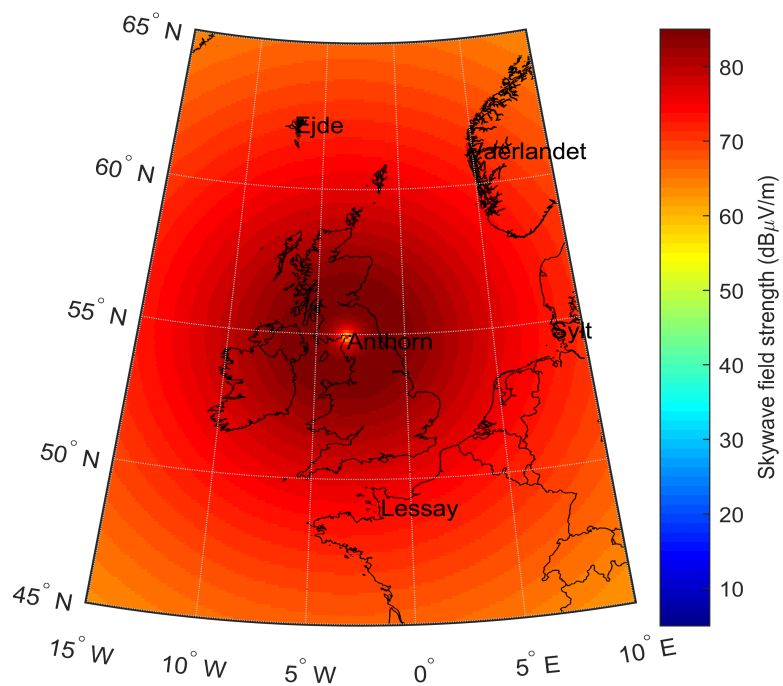 65° N
60° N
55° N
50° N
45° N
15° W
10° W
5° W
0°
5° E
10° E
Ejde
Værlandet
Anthorn
Sylt
Lessay
80
70
60
50
40
30
20
10
Skywave field strength (dBμV/m)